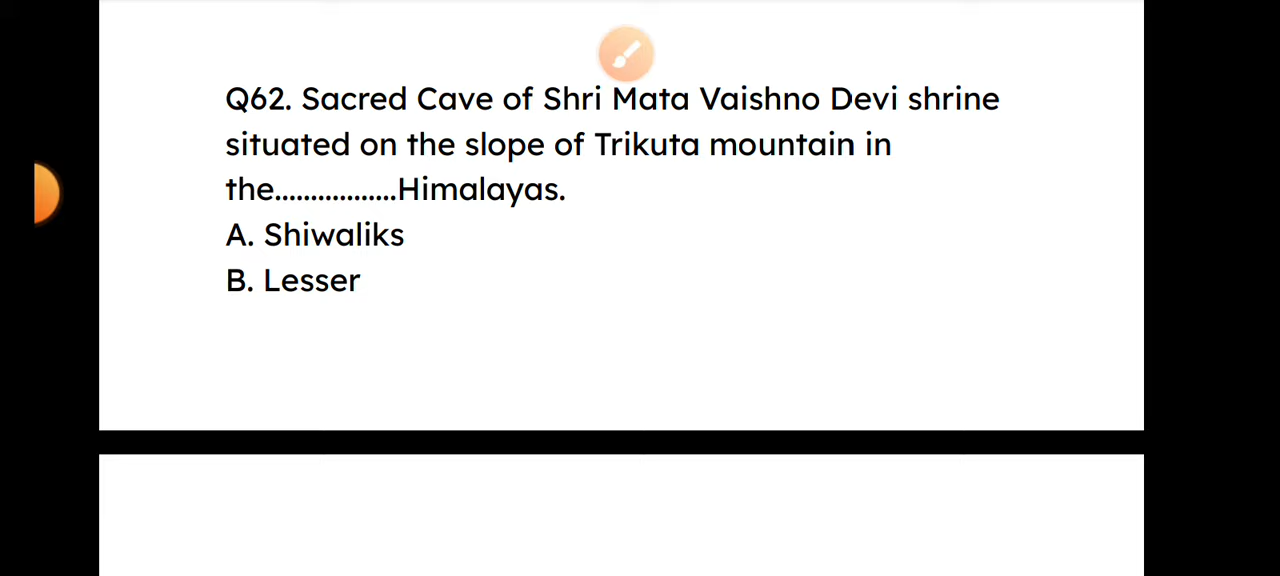 Q62. Sacred Cave of Shri Mata Vaishno Devi shrine
situated on the slope of Trikuta mountain in
the.................Himalayas.
A. Shiwaliks
B. Lesser